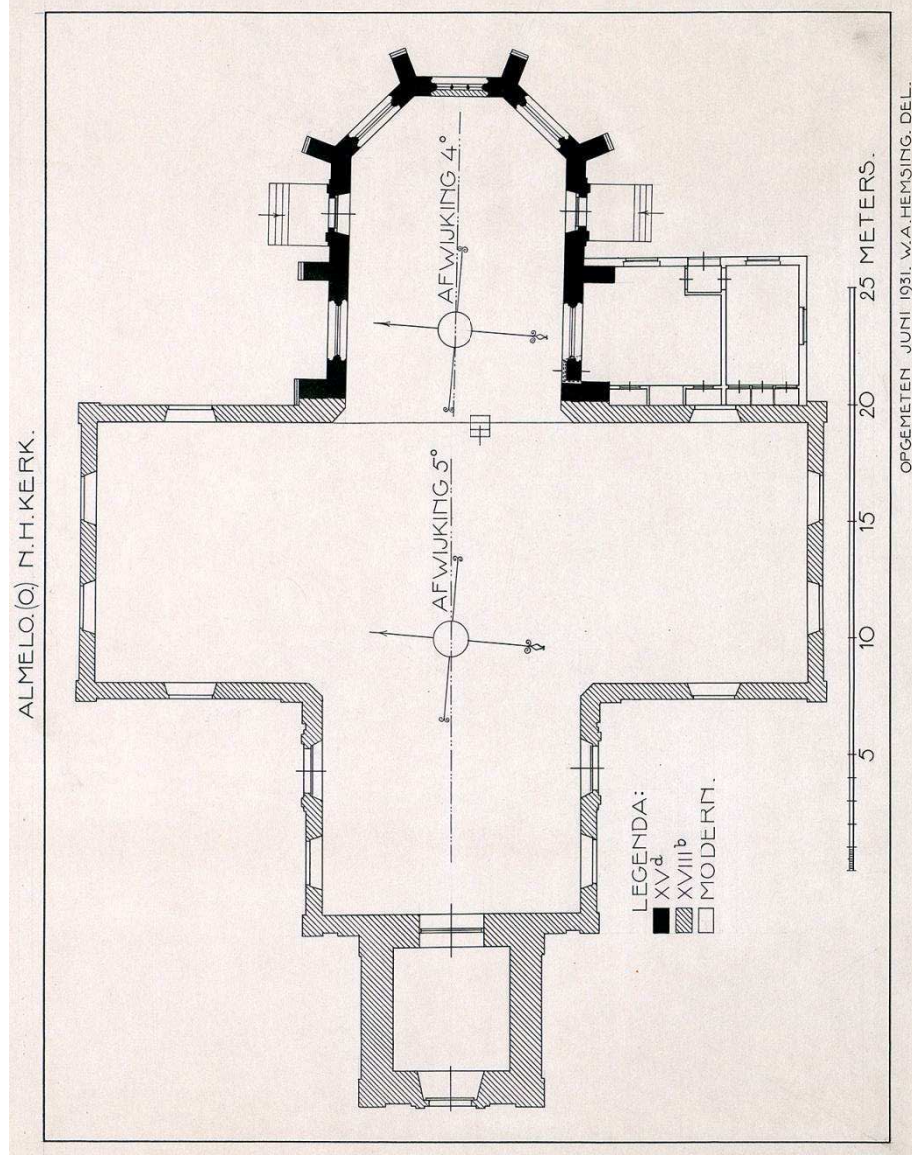 ALMELO.(O.) N.H.KERK.
AFWIJKING 4°
AFWIJKING 5°
LEGENDA:
XVd
XVIIIb
MODERN.
5 10 15 20 25 METERS.
OPGEMETEN JUNI 1931. W.A.HEMSING. DEL.